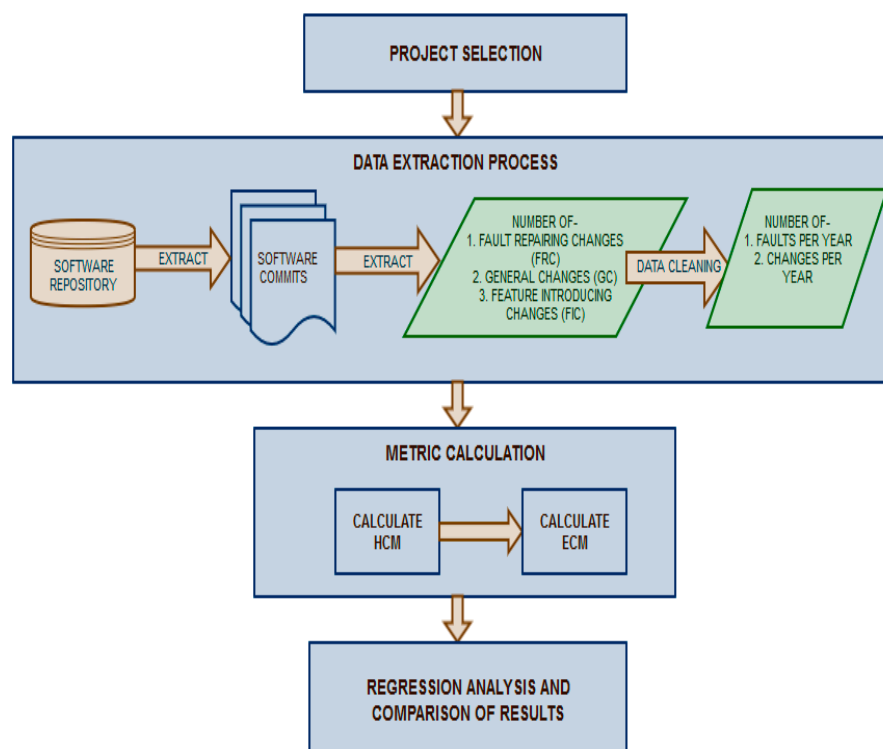 PROJECT SELECTION
DATA EXTRACTION PROCESS
SOFTWARE
REPOSITORY
EXTRACT
SOFTWARE
COMMITS
EXTRACT
NUMBER OF-
1. FAULT REPAIRING CHANGES
(FRC)
2. GENERAL CHANGES (GC)
3. FEATURE INTRODUCING
CHANGES (FIC)
DATA CLEANING
NUMBER OF-
1. FAULTS PER YEAR
2. CHANGES PER
YEAR
METRIC CALCULATION
CALCULATE
HCM
CALCULATE
ECM
REGRESSION ANALYSIS AND
COMPARISON OF RESULTS